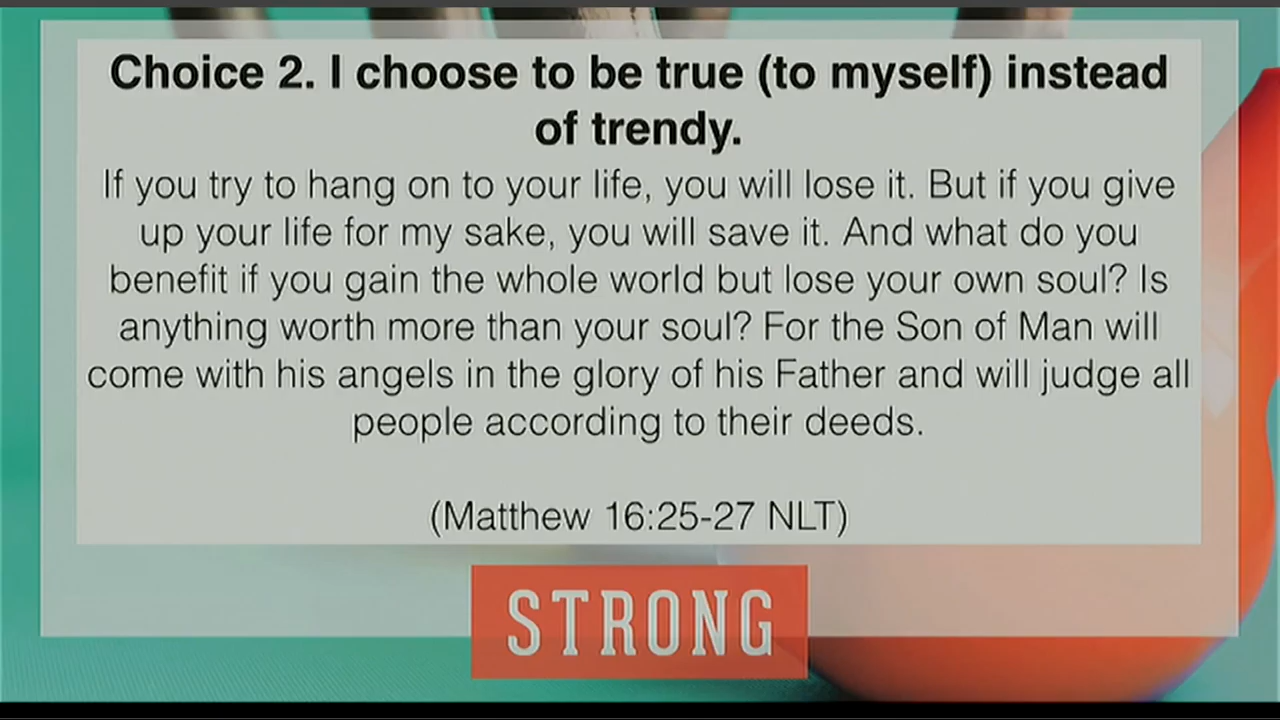 Choice 2. I choose to be true (to myself) instead
of trendy.
If you try to hang on to your life, you will lose it. But if you give
up your life for my sake, you will save it. And what do you
benefit if you gain the whole world but lose your own soul? Is
anything worth more than your soul? For the Son of Man will
come with his angels in the glory of his Father and will judge all
people according to their deeds.
(Matthew 16:25-27 NLT)
STRONG